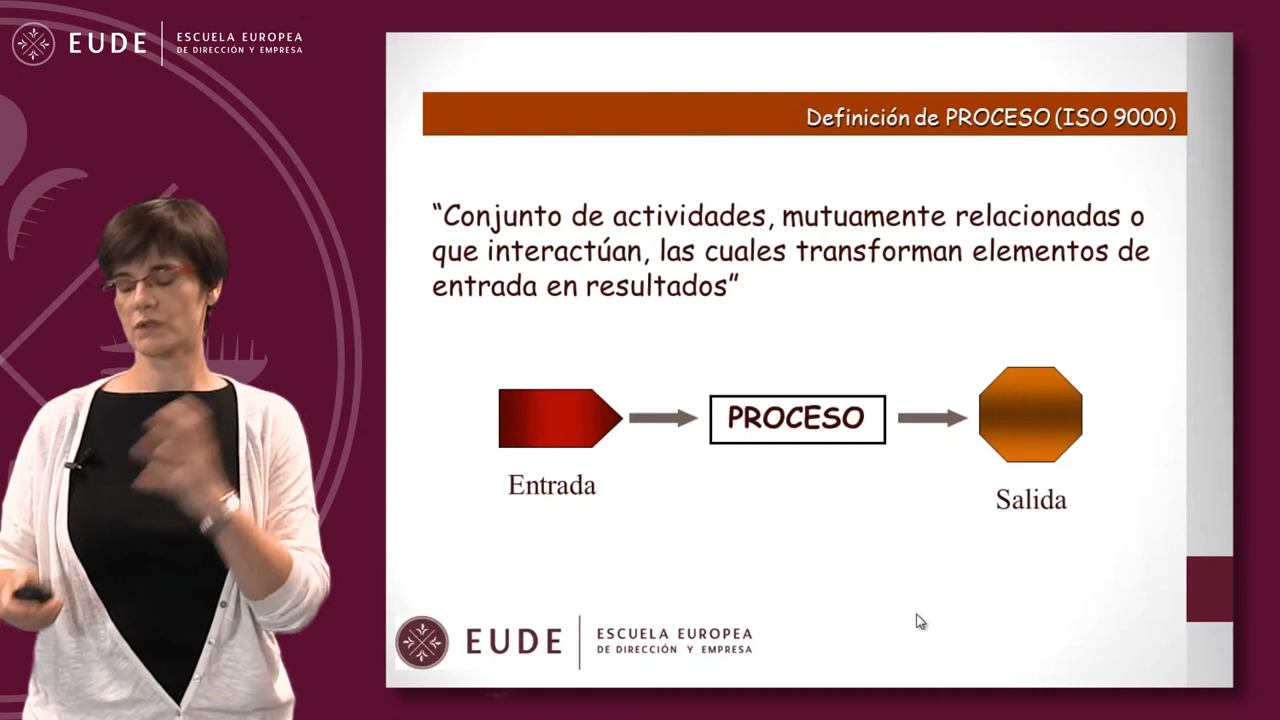 EUDE
ESCUELA EUROPEA
DE DIRECCIÓN Y EMPRESA
Definición de PROCESO (ISO 9000)
“Conjunto de actividades, mutuamente relacionadas o
que interactúan, las cuales transforman elementos de
entrada en resultados”
PROCESO
Entrada
Salida
EUDE
ESCUELA EUROPEA
DE DIRECCIÓN Y EMPRESA